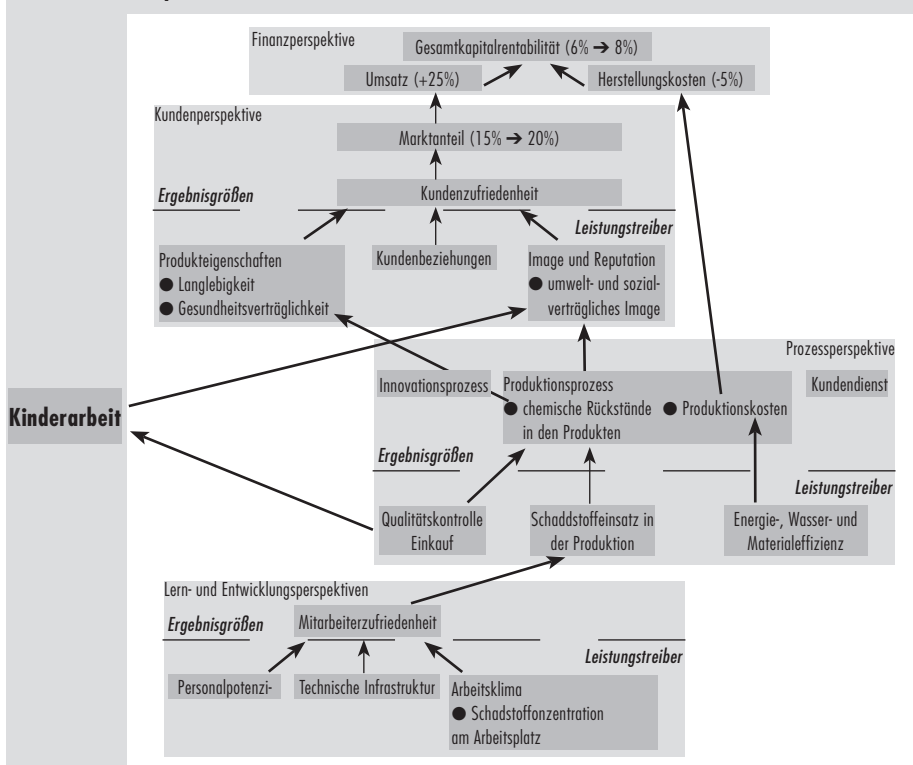 Finanzperspektive
Gesamtkapitalrentabilität (6% ➔ 8%)
Umsatz (+25%)
Herstellungskosten (-5%)
Kundenperspektive
Marktanteil (15% ➔ 20%)
Kundenzufriedenheit
Ergebnisgrößen
Leistungstreiber
Produkteigenschaften
● Langlebigkeit
● Gesundheitsverträglichkeit
Kundenbeziehungen
Image und Reputation
● umwelt- und sozial-
verträgliches Image
Prozessperspektive
Innovationsprozess
Produktionsprozess
● chemische Rückstände
in den Produkten
● Produktionskosten
Kundendienst
Kinderarbeit
Ergebnisgrößen
Leistungstreiber
Qualitätskontrolle
Einkauf
Schaddstoffeinsatz in
der Produktion
Energie-, Wasser- und
Materialeffizienz
Lern- und Entwicklungsperspektiven
Ergebnisgrößen
Mitarbeiterzufriedenheit
Leistungstreiber
Personalpotenzi-
Technische Infrastruktur
Arbeitsklima
● Schadstoffonzentration
am Arbeitsplatz